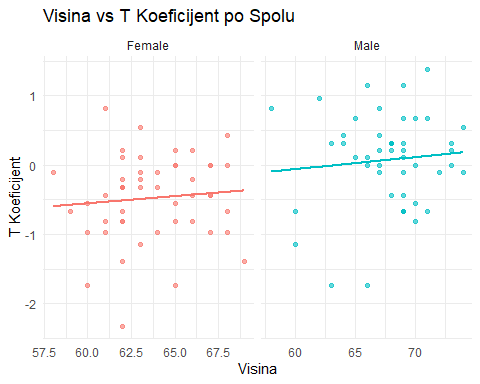 Visina vs T Koeficijent po Spolu
Female
Male
T Koeficijent
1
0
-1
-2
57.5 60.0 62.5 65.0 67.5
60 65 70
Visina